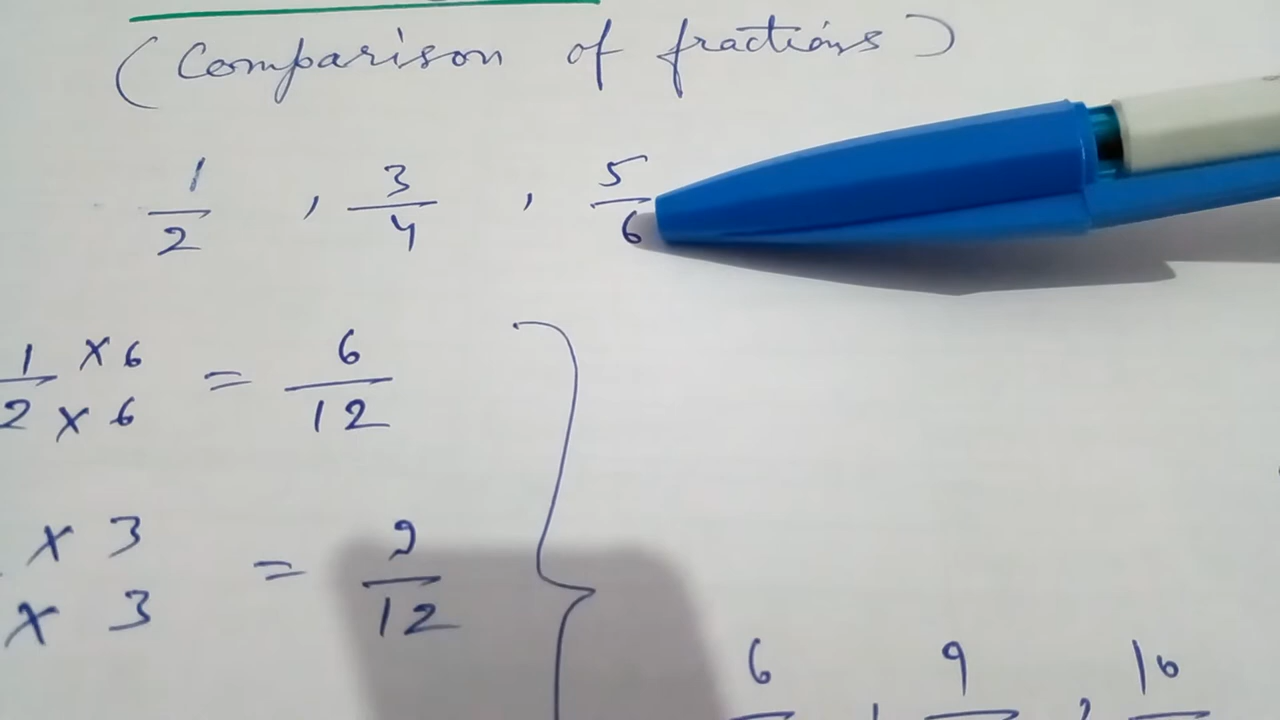 (Comparison of fractions)
1/2 , 3/4 , 5/6
1/2 ×6/×6 = 6/12
×3/×3 = 9/12
6 , 9 , 10